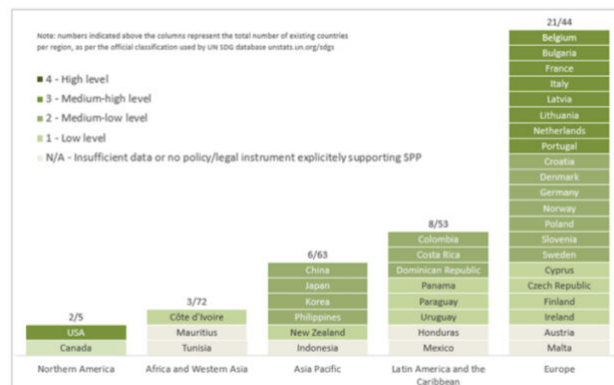 Note: numbers indicated above the columns represent the total number of existing countries
per region, as per the official classification used by UN SDG database unstats.un.org/sdgs
4 - High level
3 - Medium-high level
2 - Medium-low level
1 - Low level
N/A - Insufficient data or no policy/legal instrument explicitely supporting SPP
2/5
USA
Canada
Northern America
3/72
Côte d'Ivoire
Mauritius
Tunisia
Africa and Western Asia
6/63
China
Japan
Korea
Philippines
New Zealand
Indonesia
Asia Pacific
8/53
Colombia
Costa Rica
Dominican Republic
Panama
Paraguay
Uruguay
Honduras
Mexico
Latin America and the
Caribbean
21/44
Belgium
Bulgaria
France
Italy
Latvia
Lithuania
Netherlands
Portugal
Croatia
Denmark
Germany
Norway
Poland
Slovenia
Sweden
Cyprus
Czech Republic
Finland
Ireland
Austria
Malta
Europe